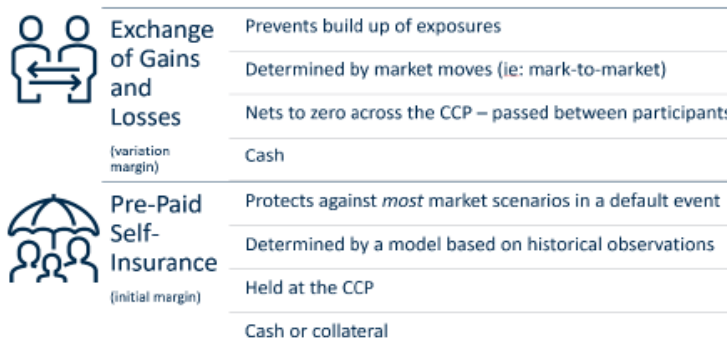 Exchange
of Gains
and
Losses
(variation
margin)
Prevents build up of exposures
Determined by market moves (ie: mark-to-market)
Nets to zero across the CCP – passed between participants
Cash
Pre-Paid
Self-
Insurance
(initial margin)
Protects against most market scenarios in a default event
Determined by a model based on historical observations
Held at the CCP
Cash or collateral